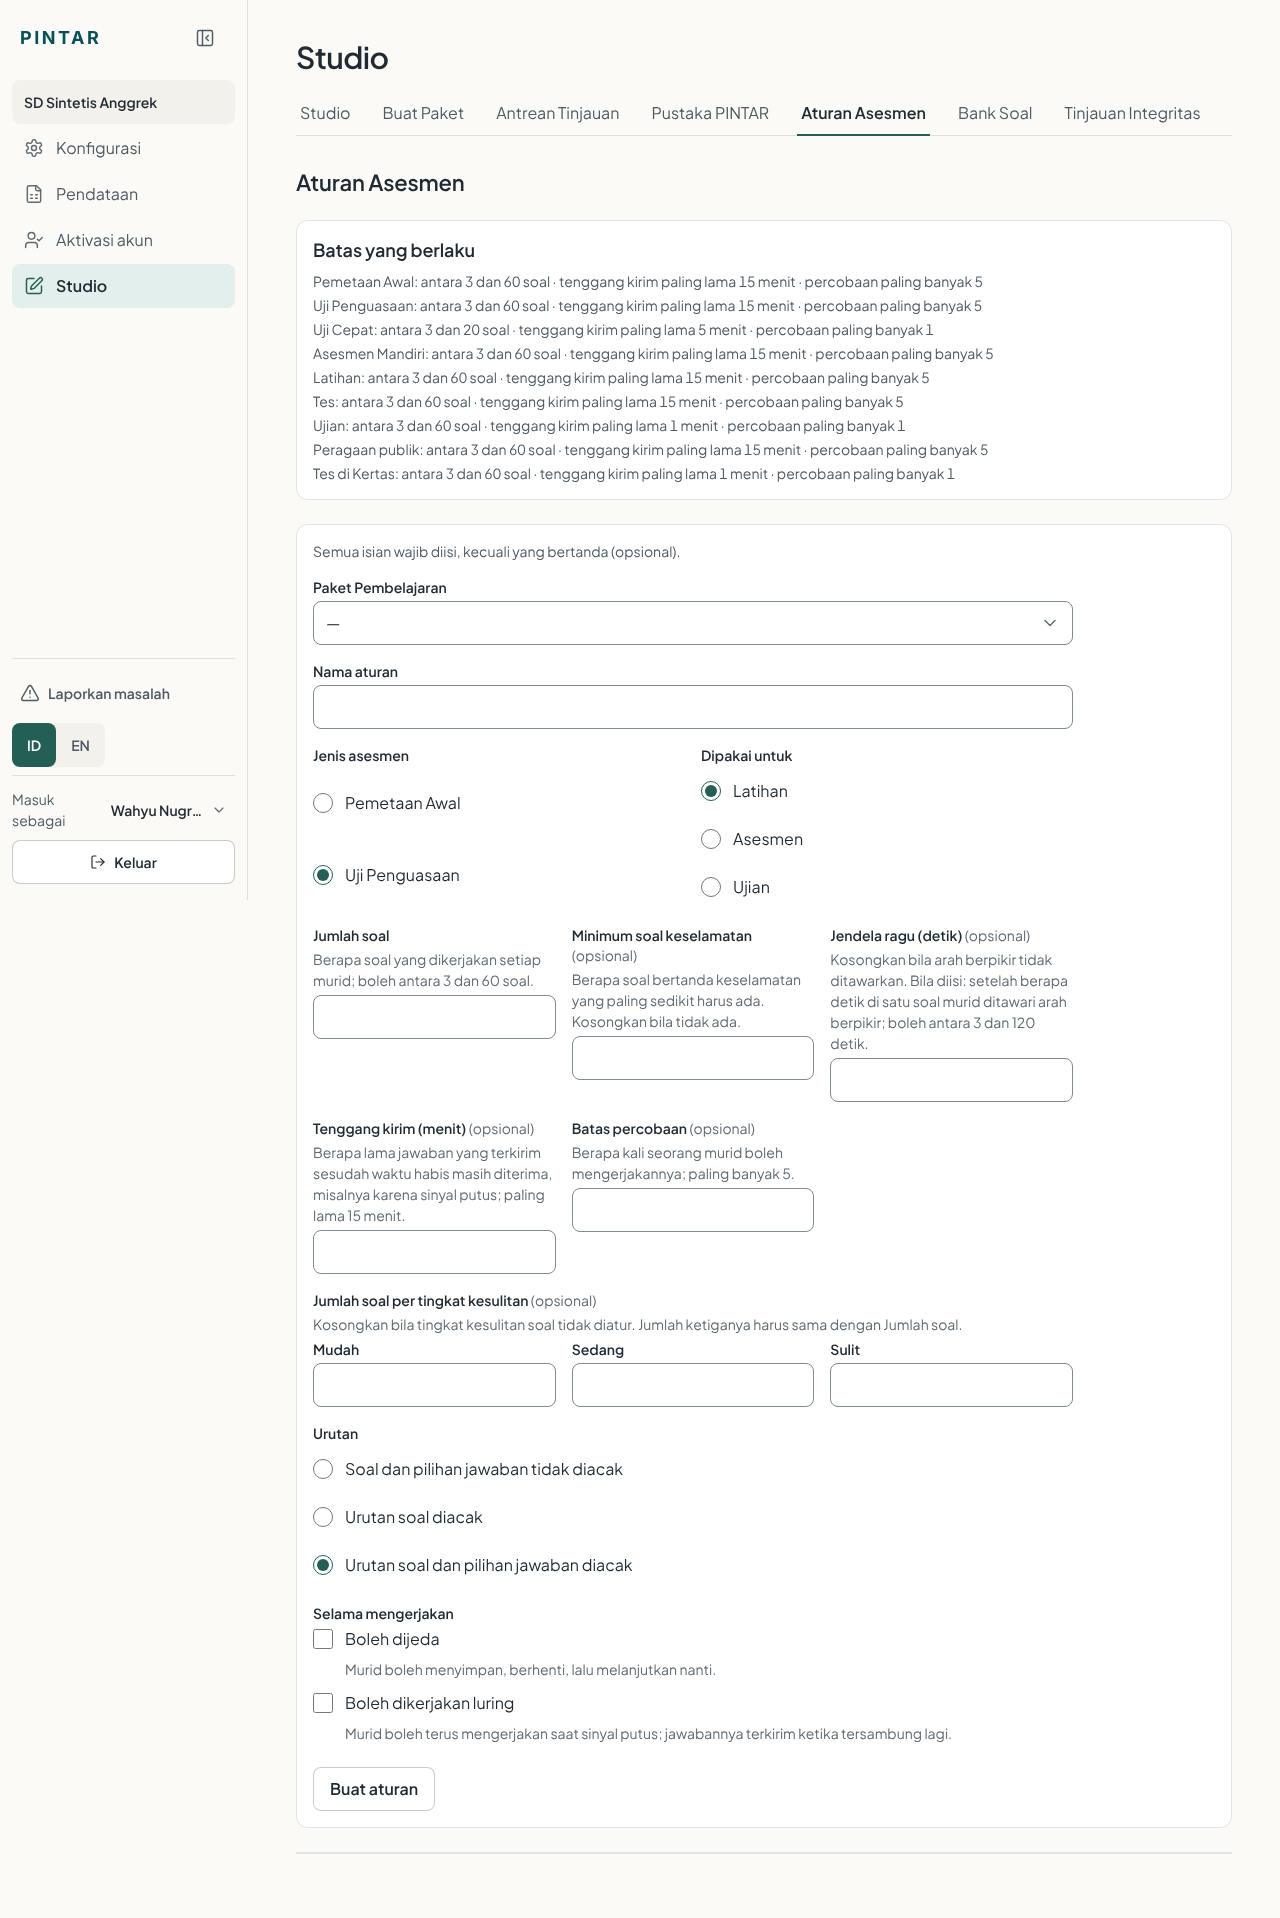 PINTAR
SD Sintetis Anggrek
Konfigurasi
Pendataan
Aktivasi akun
Studio
Laporkan masalah
ID EN
Masuk sebagai
Wahyu Nugr...
Keluar
Studio
Studio Buat Paket Antrean Tinjauan Pustaka PINTAR Aturan Asesmen Bank Soal Tinjauan Integritas
Aturan Asesmen
Batas yang berlaku
Pemetaan Awal: antara 3 dan 60 soal · tenggang kirim paling lama 15 menit · percobaan paling banyak 5
Uji Penguasaan: antara 3 dan 60 soal · tenggang kirim paling lama 15 menit · percobaan paling banyak 5
Uji Cepat: antara 3 dan 20 soal · tenggang kirim paling lama 5 menit · percobaan paling banyak 1
Asesmen Mandiri: antara 3 dan 60 soal · tenggang kirim paling lama 15 menit · percobaan paling banyak 5
Latihan: antara 3 dan 60 soal · tenggang kirim paling lama 15 menit · percobaan paling banyak 5
Tes: antara 3 dan 60 soal · tenggang kirim paling lama 15 menit · percobaan paling banyak 5
Ujian: antara 3 dan 60 soal · tenggang kirim paling lama 1 menit · percobaan paling banyak 1
Peragaan publik: antara 3 dan 60 soal · tenggang kirim paling lama 15 menit · percobaan paling banyak 5
Tes di Kertas: antara 3 dan 60 soal · tenggang kirim paling lama 1 menit · percobaan paling banyak 1
Semua isian wajib diisi, kecuali yang bertanda (opsional).
Paket Pembelajaran
—
Nama aturan
Jenis asesmen
Pemetaan Awal
Uji Penguasaan
Dipakai untuk
Latihan
Asesmen
Ujian
Jumlah soal
Berapa soal yang dikerjakan setiap
murid; boleh antara 3 dan 60 soal.
Minimum soal keselamatan
(opsional)
Berapa soal bertanda keselamatan
yang paling sedikit harus ada.
Kosongkan bila tidak ada.
Jendela ragu (detik) (opsional)
Kosongkan bila arah berpikir tidak
ditawarkan. Bila diisi: setelah berapa
detik di satu soal murid ditawari arah
berpikir; boleh antara 3 dan 120
detik.
Tenggang kirim (menit) (opsional)
Berapa lama jawaban yang terkirim
sesudah waktu habis masih diterima,
misalnya karena sinyal putus; paling
lama 15 menit.
Batas percobaan (opsional)
Berapa kali seorang murid boleh
mengerjakannya; paling banyak 5.
Jumlah soal per tingkat kesulitan (opsional)
Kosongkan bila tingkat kesulitan soal tidak diatur. Jumlah ketiganya harus sama dengan Jumlah soal.
Mudah Sedang Sulit
Urutan
Soal dan pilihan jawaban tidak diacak
Urutan soal diacak
Urutan soal dan pilihan jawaban diacak
Selama mengerjakan
Boleh dijeda
Murid boleh menyimpan, berhenti, lalu melanjutkan nanti.
Boleh dikerjakan luring
Murid boleh terus mengerjakan saat sinyal putus; jawabannya terkirim ketika tersambung lagi.
Buat aturan